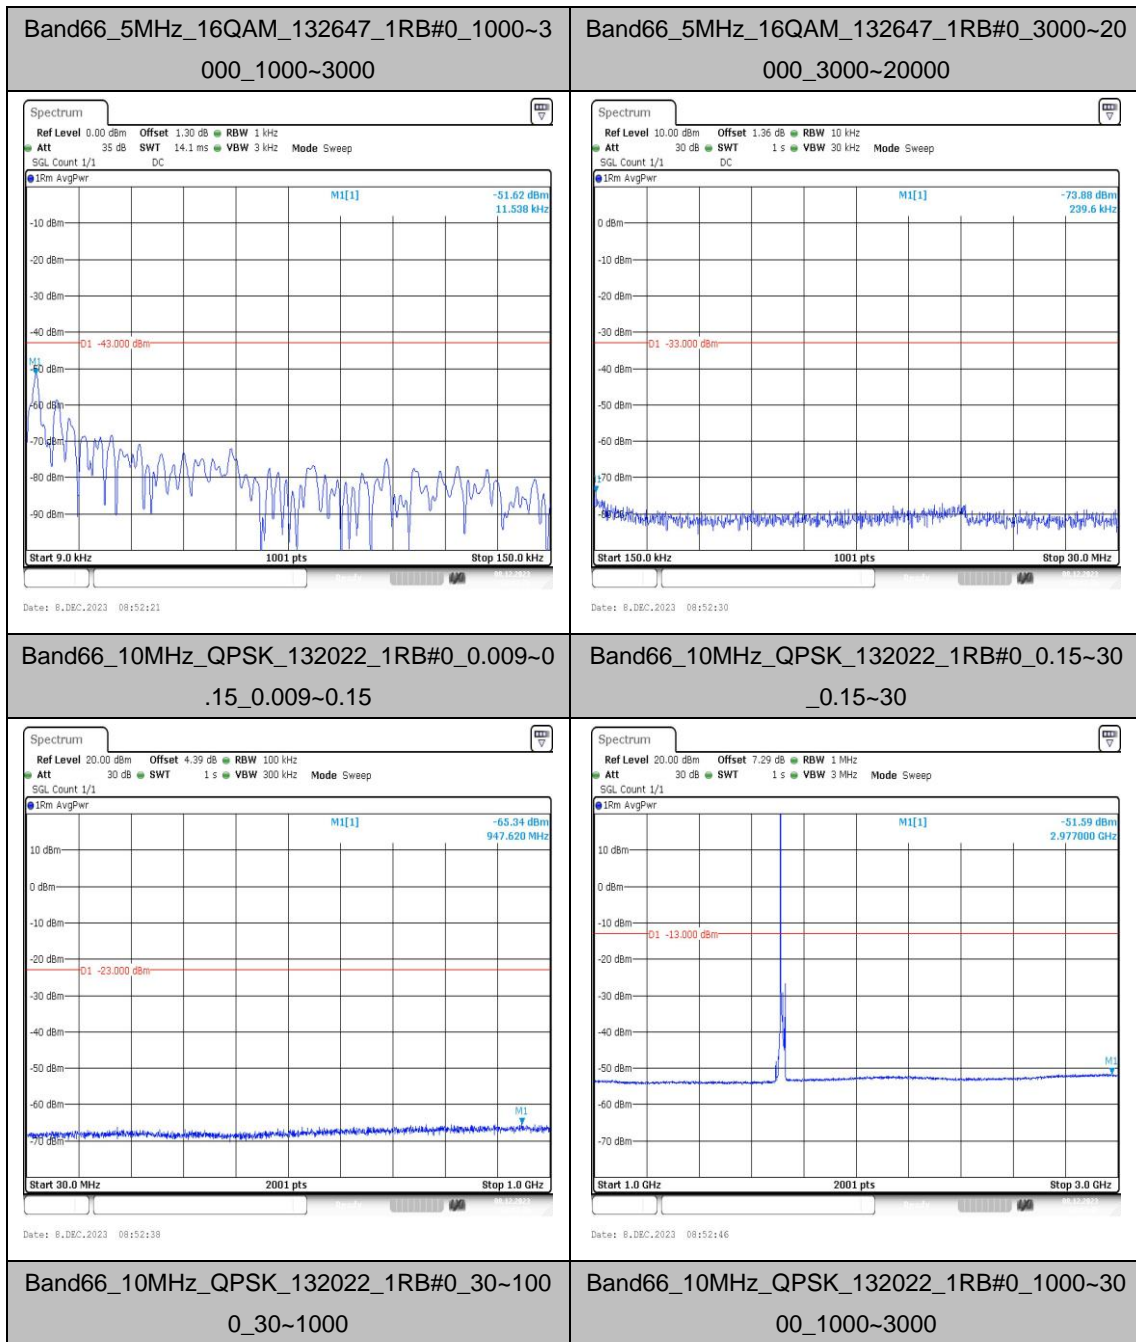 Band66_5MHz_16QAM_132647_1RB#0_1000~3
000_1000~3000
Band66_5MHz_16QAM_132647_1RB#0_3000~20
000_3000~20000
Spectrum
Ref Level 0.00 dBm Offset 1.30 dB RBW 1 kHz
Att 35 dB SWT 14.1 ms VBW 3 kHz Mode Sweep
SGL Count 1/1 DC
1Rm AvgPwr
M1[1] -51.62 dBm
11.538 kHz
-10 dBm
-20 dBm
-30 dBm
-40 dBm
D1 -43.000 dBm
M1
-50 dBm
-60 dBm
-70 dBm
-80 dBm
-90 dBm
Start 9.0 kHz 1001 pts Stop 150.0 kHz
Date: 8.DEC.2023 08:52:21
Spectrum
Ref Level 10.00 dBm Offset 1.36 dB RBW 10 kHz
Att 30 dB SWT 1 s VBW 30 kHz Mode Sweep
SGL Count 1/1 DC
1Rm AvgPwr
M1[1] -73.88 dBm
239.6 kHz
0 dBm
-10 dBm
-20 dBm
-30 dBm
D1 -33.000 dBm
-40 dBm
-50 dBm
-60 dBm
-70 dBm
Start 150.0 kHz 1001 pts Stop 30.0 MHz
Date: 8.DEC.2023 08:52:30
Band66_10MHz_QPSK_132022_1RB#0_0.009~0
.15_0.009~0.15
Band66_10MHz_QPSK_132022_1RB#0_0.15~30
_0.15~30
Spectrum
Ref Level 20.00 dBm Offset 4.39 dB RBW 100 kHz
Att 30 dB SWT 1 s VBW 300 kHz Mode Sweep
SGL Count 1/1
1Rm AvgPwr
M1[1] -65.34 dBm
947.620 MHz
10 dBm
0 dBm
-10 dBm
-20 dBm
D1 -23.000 dBm
-30 dBm
-40 dBm
-50 dBm
-60 dBm
M1
-70 dBm
Start 30.0 MHz 2001 pts Stop 1.0 GHz
Date: 8.DEC.2023 08:52:38
Spectrum
Ref Level 20.00 dBm Offset 7.29 dB RBW 1 MHz
Att 30 dB SWT 1 s VBW 3 MHz Mode Sweep
SGL Count 1/1
1Rm AvgPwr
M1[1] -51.59 dBm
2.977000 GHz
10 dBm
0 dBm
-10 dBm
D1 -13.000 dBm
-20 dBm
-30 dBm
-40 dBm
-50 dBm
M1
-60 dBm
-70 dBm
Start 1.0 GHz 2001 pts Stop 3.0 GHz
Date: 8.DEC.2023 08:52:46
Band66_10MHz_QPSK_132022_1RB#0_30~100
0_30~1000
Band66_10MHz_QPSK_132022_1RB#0_1000~30
00_1000~3000